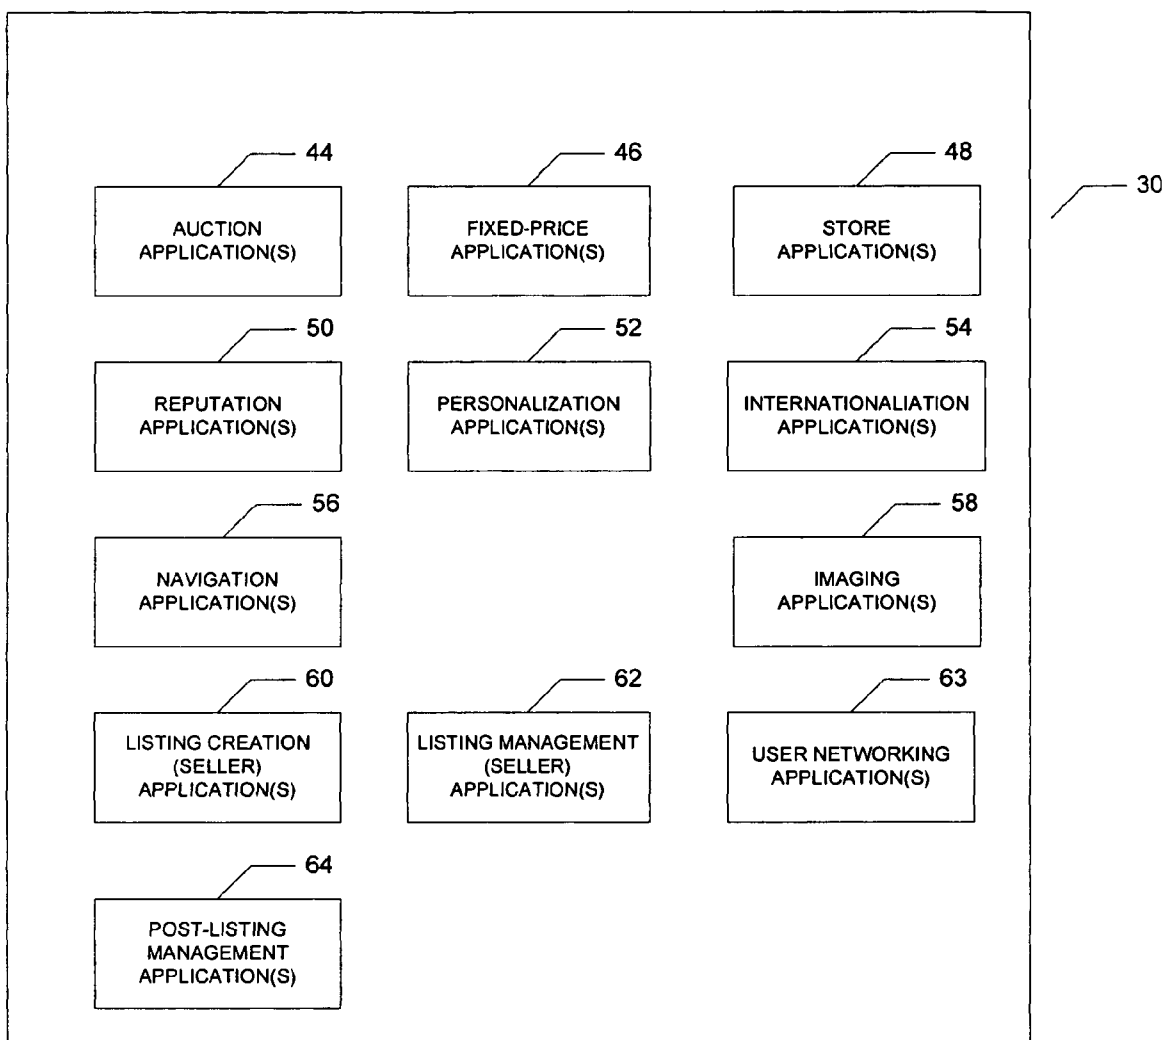 44
46
48
30
AUCTION
APPLICATION(S)
FIXED-PRICE
APPLICATION(S)
STORE
APPLICATION(S)
50
52
54
REPUTATION
APPLICATION(S)
PERSONALIZATION
APPLICATION(S)
INTERNATIONALIATION
APPLICATION(S)
56
58
NAVIGATION
APPLICATION(S)
IMAGING
APPLICATION(S)
60
62
63
LISTING CREATION
(SELLER)
APPLICATION(S)
LISTING MANAGEMENT
(SELLER)
APPLICATION(S)
USER NETWORKING
APPLICATION(S)
64
POST-LISTING
MANAGEMENT
APPLICATION(S)